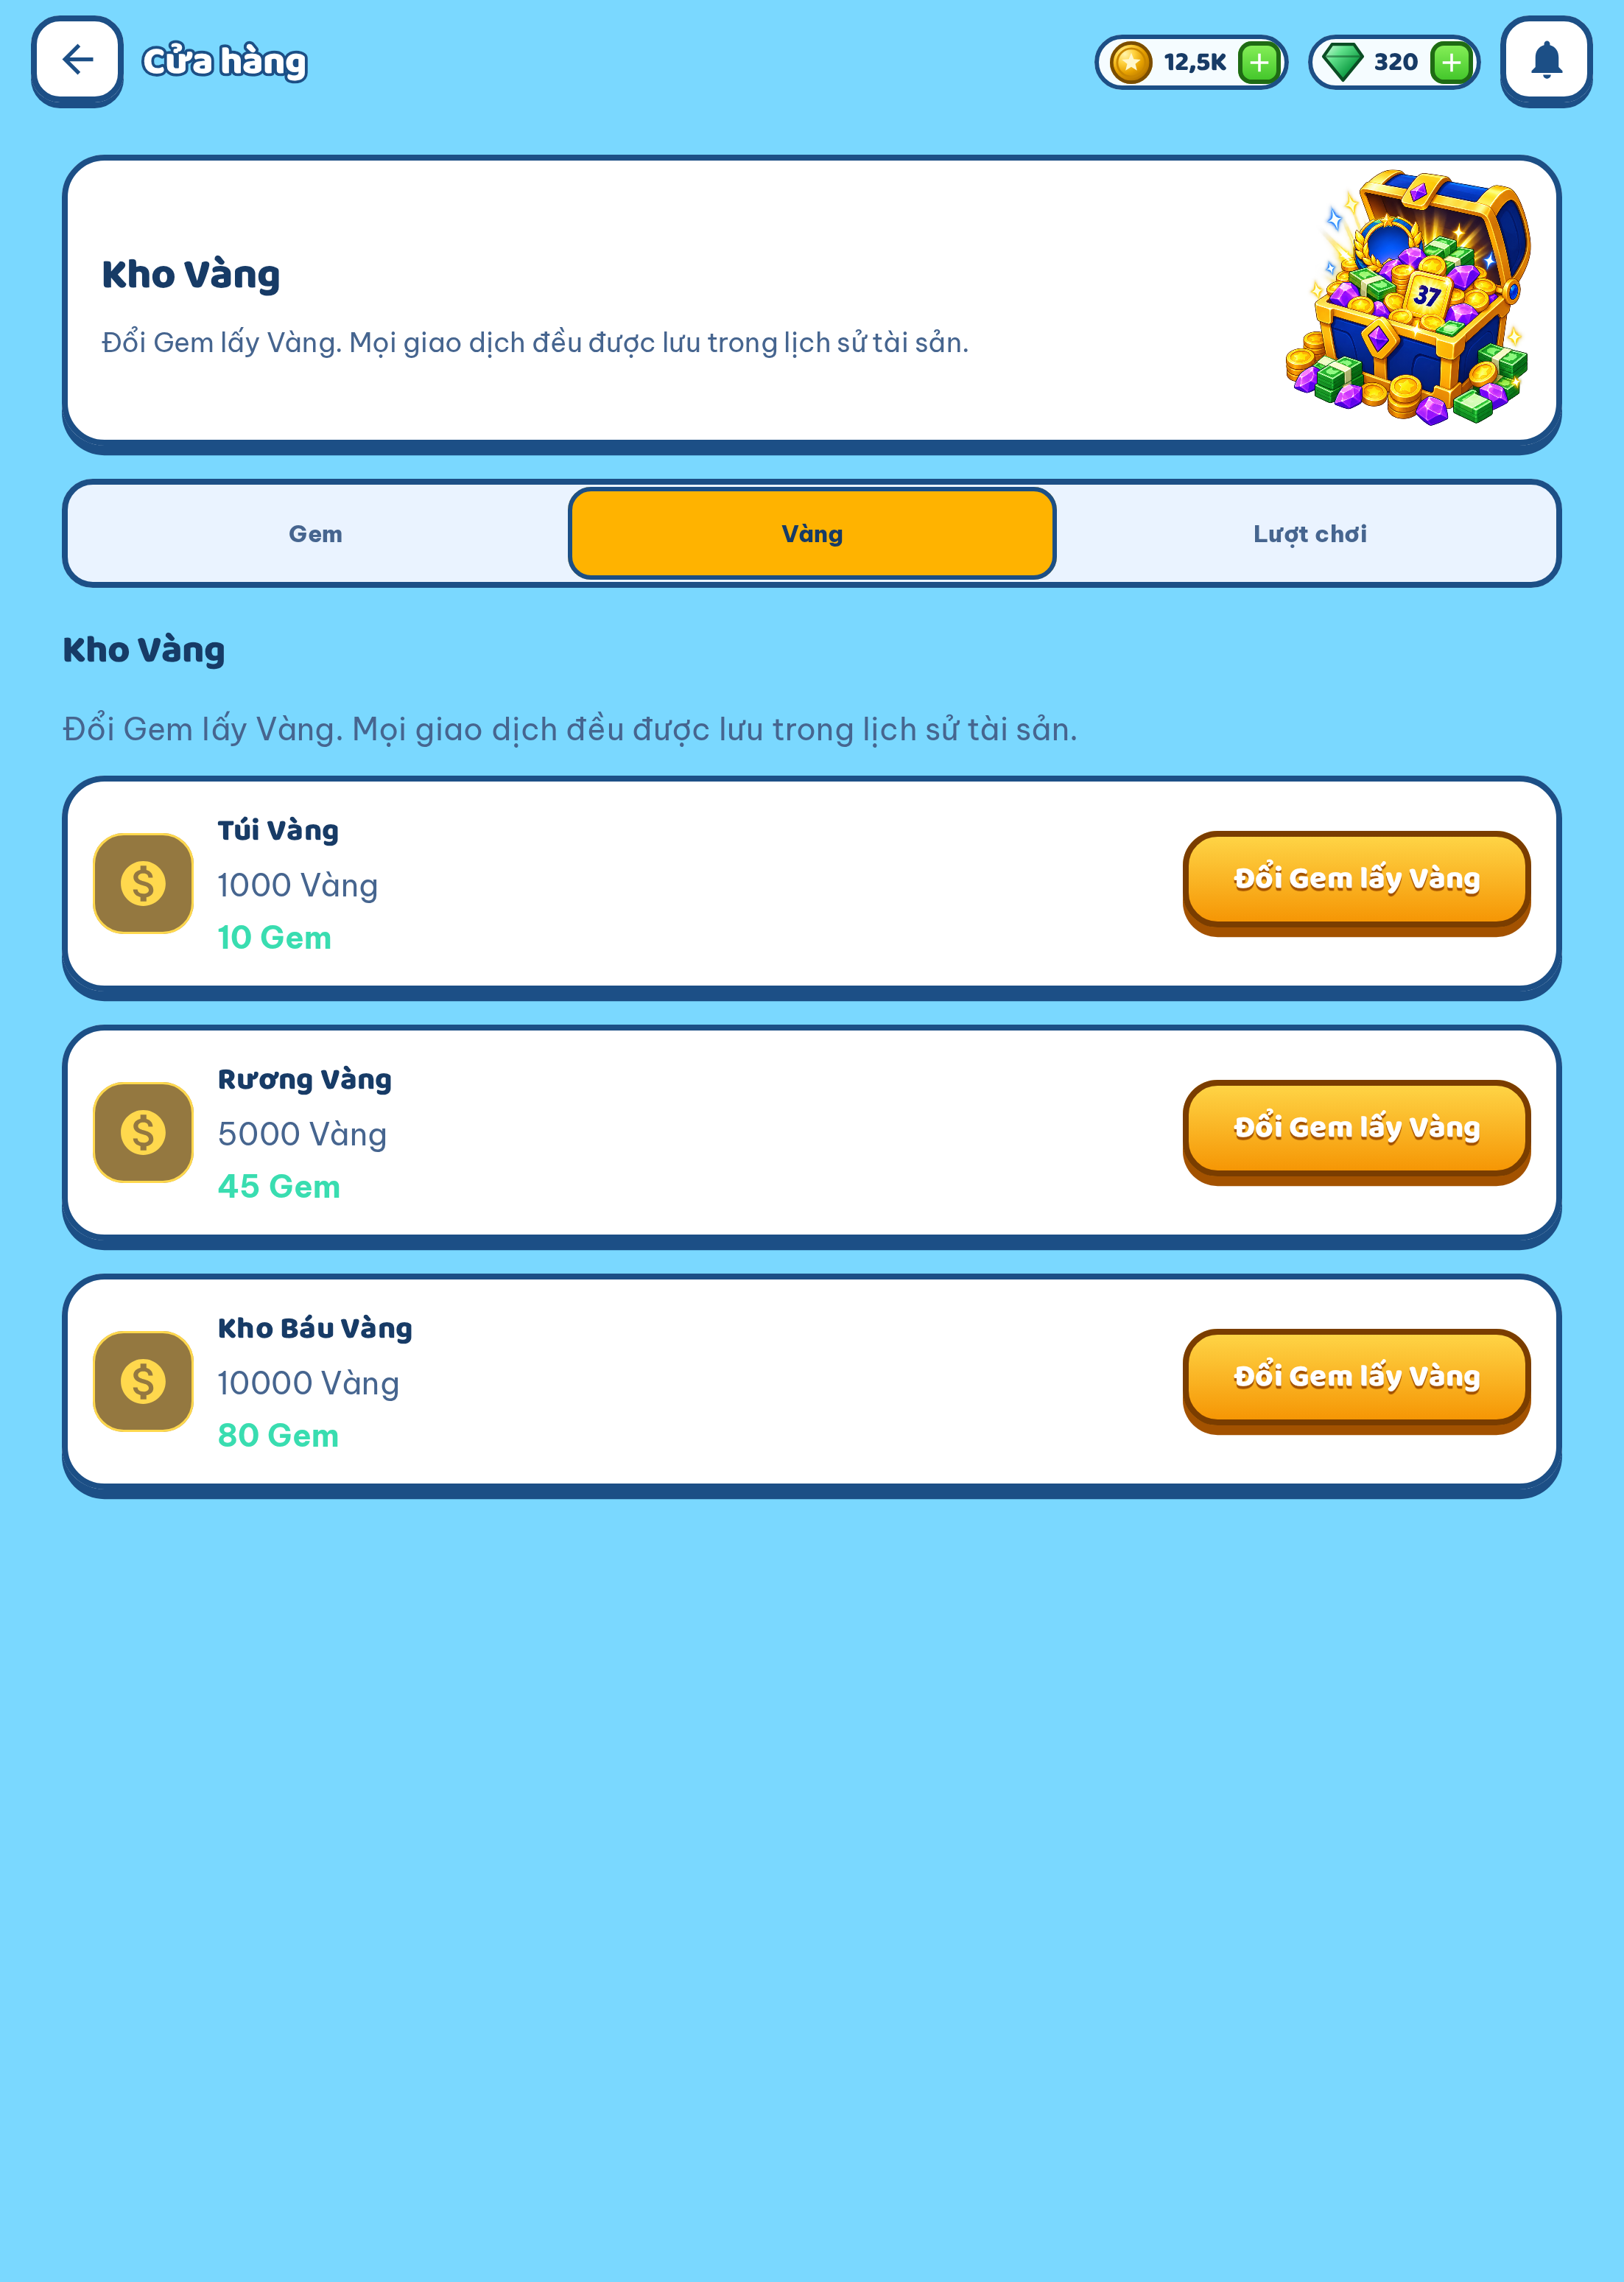 Cửa hàng
12,5K
320
Kho Vàng
Đổi Gem lấy Vàng. Mọi giao dịch đều được lưu trong lịch sử tài sản.
37
Gem
Vàng
Lượt chơi
Kho Vàng
Đổi Gem lấy Vàng. Mọi giao dịch đều được lưu trong lịch sử tài sản.
Túi Vàng
1000 Vàng
10 Gem
Đổi Gem lấy Vàng
Rương Vàng
5000 Vàng
45 Gem
Đổi Gem lấy Vàng
Kho Báu Vàng
10000 Vàng
80 Gem
Đổi Gem lấy Vàng